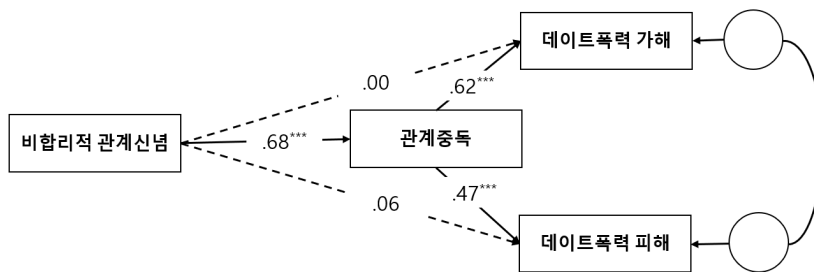 데이트폭력 가해
.00
.62***
비합리적 관계신념
.68***
관계중독
.06
.47***
데이트폭력 피해